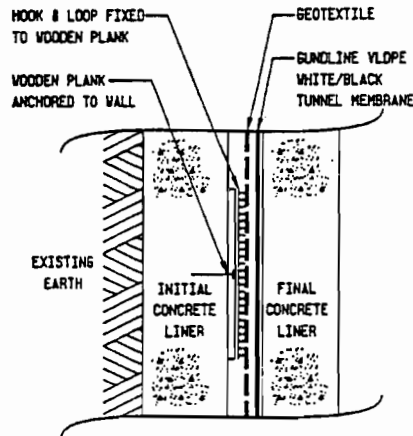 HOOK & LOOP FIXED
TO WOODEN PLANK
WOODEN PLANK
ANCHORED TO WALL
GEOTEXTILE
GUNDLINE VLDPE
WHITE/BLACK
TUNNEL MEMBRANE
EXISTING
EARTH
INITIAL
CONCRETE
LINER
FINAL
CONCRETE
LINER